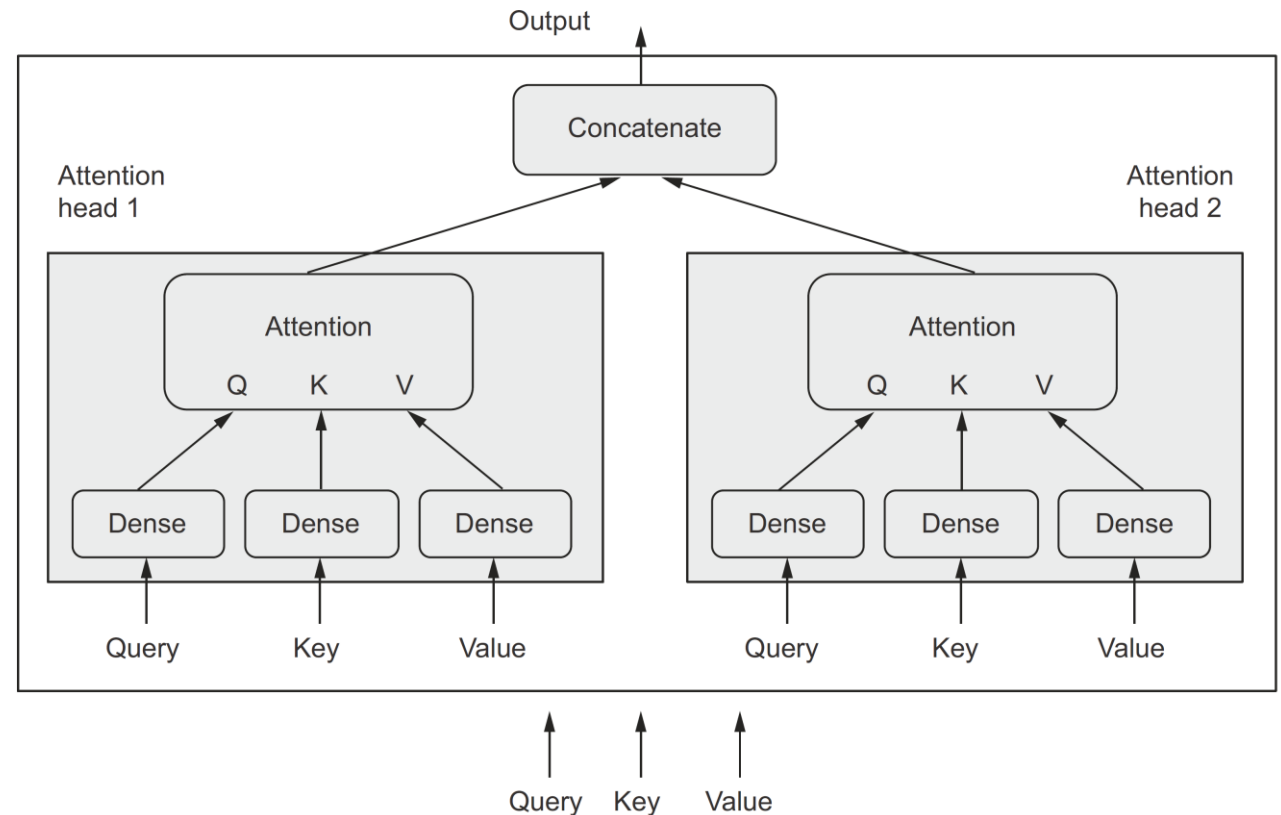 Output
Concatenate
Attention
head 1
Attention
head 2
Attention
Q K V
Attention
Q K V
Dense Dense Dense
Dense Dense Dense
Query Key Value
Query Key Value
Query Key Value